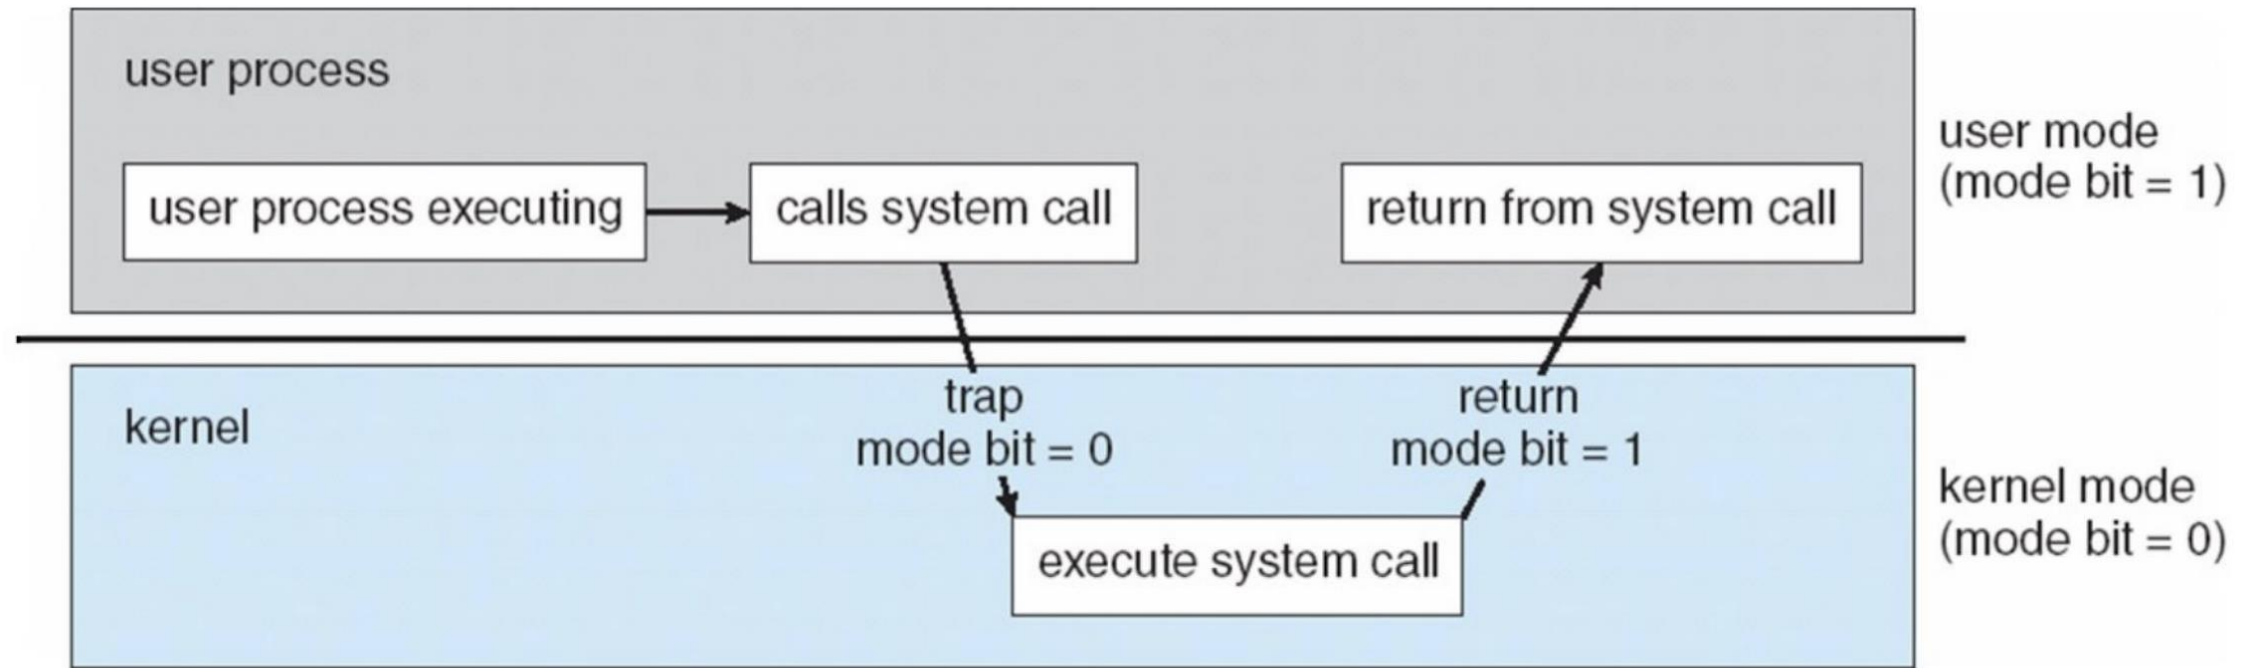 user process
user process executing
calls system call
return from system call
user mode
(mode bit = 1)
kernel
trap
mode bit = 0
return
mode bit = 1
execute system call
kernel mode
(mode bit = 0)